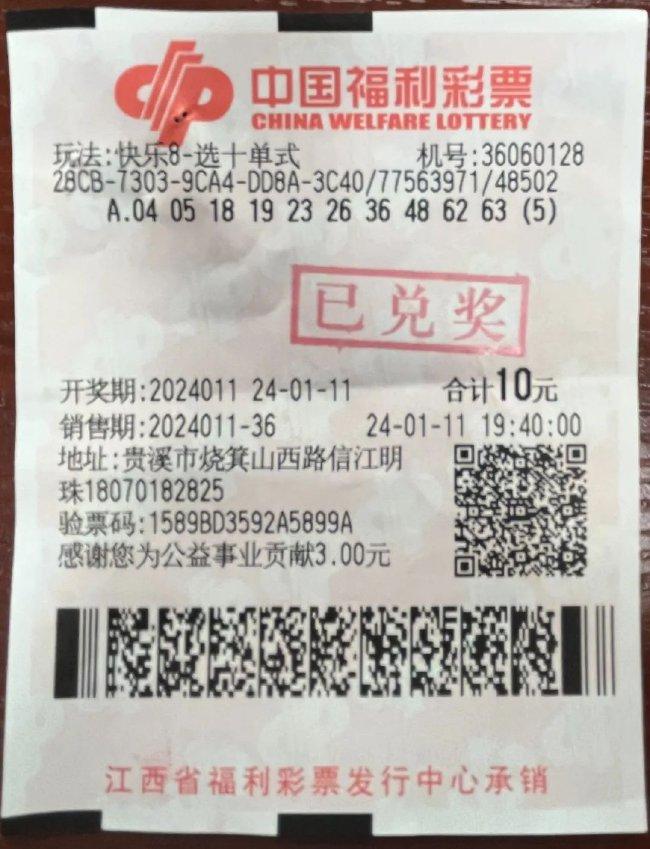 中国福利彩票
CHINA WELFARE LOTTERY
玩法:快乐8-选十单式 机号:36060128
28CB-7303-9CA4-DD8A-3C40/77563971/48502
A.04 05 18 19 23 26 36 48 62 63 (5)
已兑奖
开奖期:2024011 24-01-11 合计10元
销售期:2024011-36 24-01-11 19:40:00
地址:贵溪市烧箕山西路信江明
珠18070182825
验票码:1589BD3592A5899A
感谢您为公益事业贡献3.00元
江西省福利彩票发行中心承销